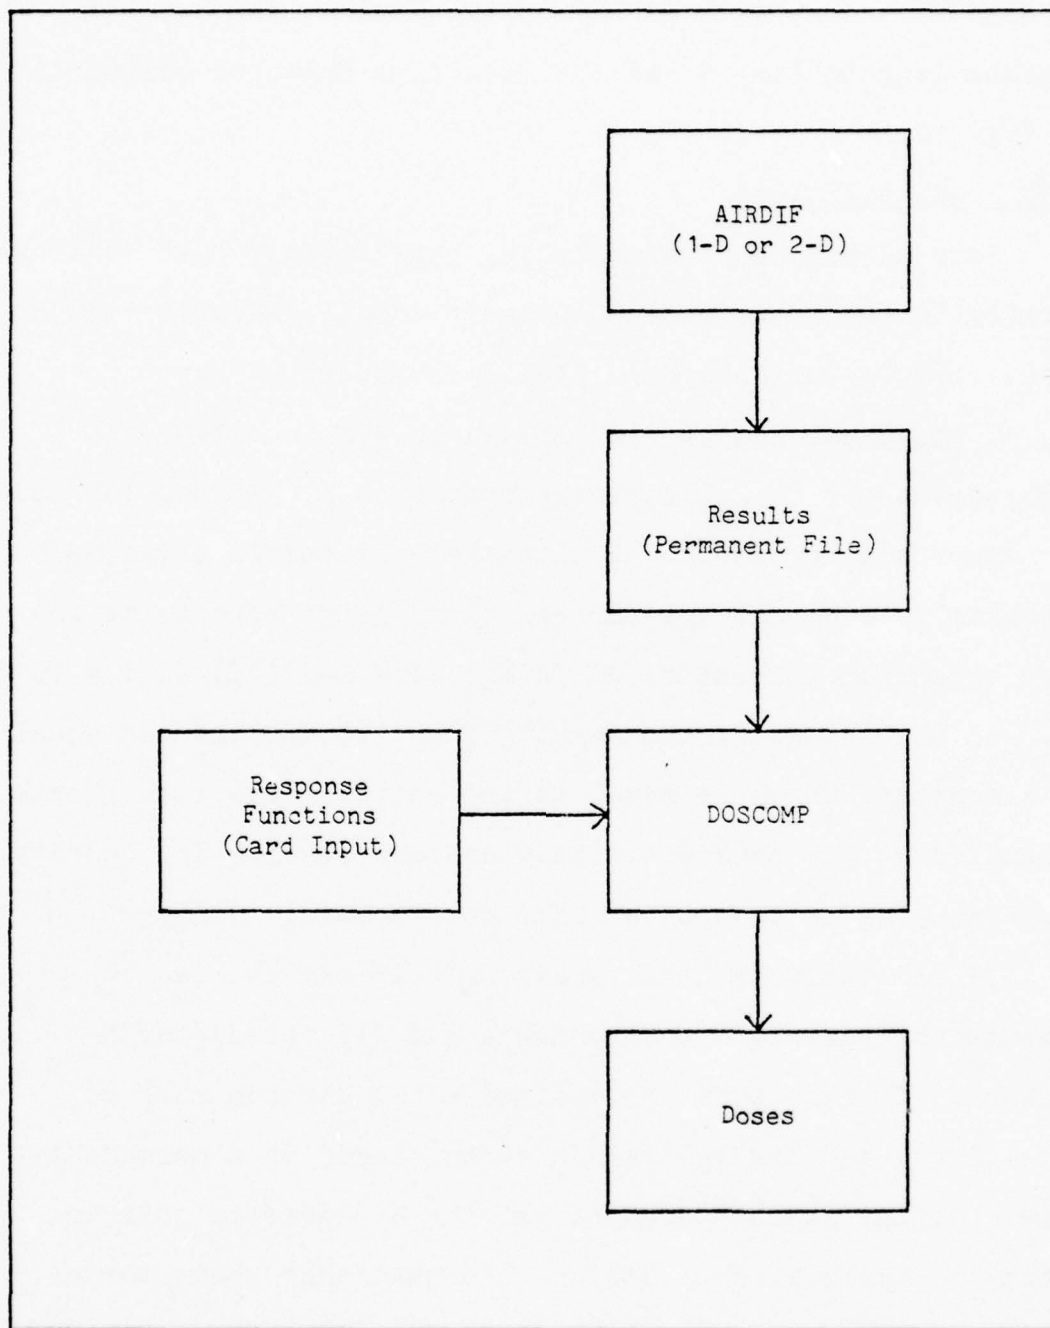 AIRDIF
(1-D or 2-D)
Results
(Permanent File)
Response
Functions
(Card Input)
DOSCOMP
Doses